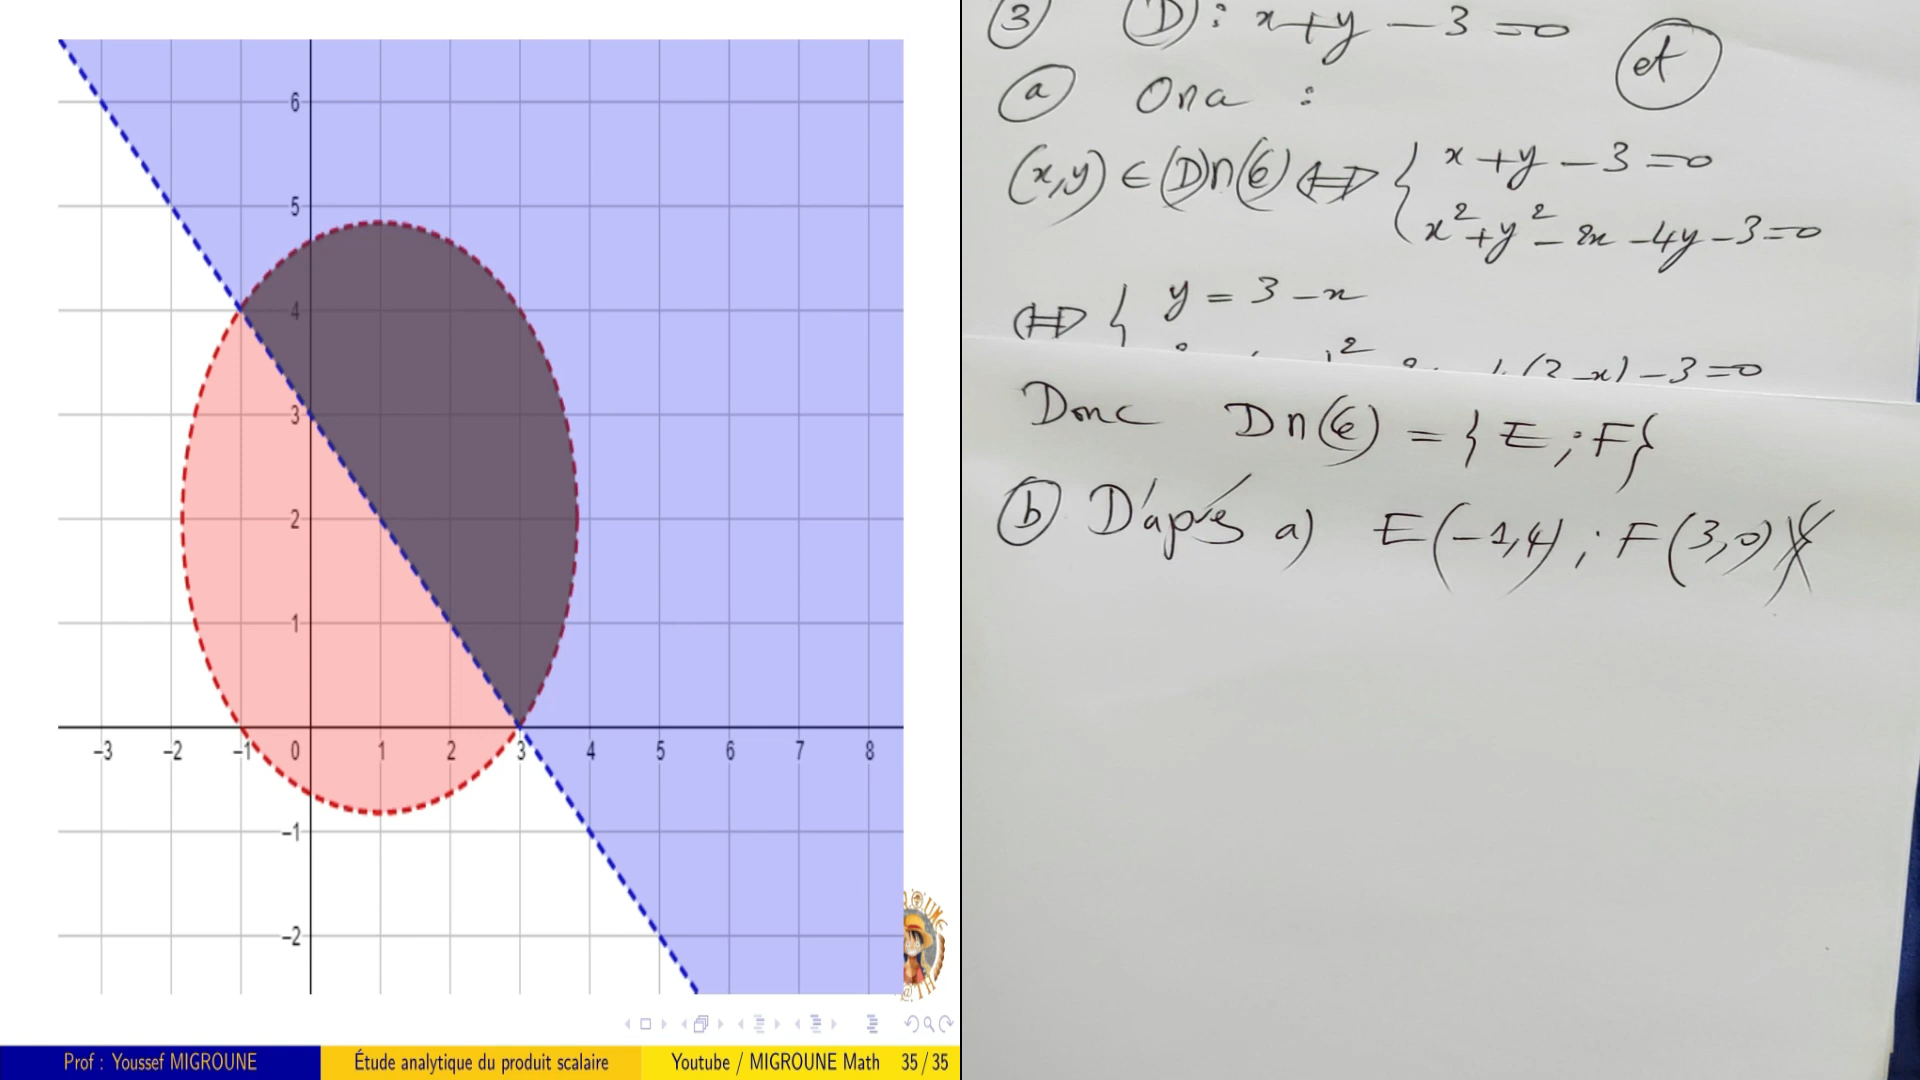 6
5
4
3
2
1
-3 -2 -1 0 1 2 3 4 5 6 7 8
-1
-2
Prof : Youssef MIGROUNE Étude analytique du produit scalaire Youtube / MIGROUNE Math 35/35
③ (D): x+y-3=0
et
ⓐ On a :
(x,y) ∈ (D)∩(C) ⟺ { x+y-3=0
x²+y²-2x-4y-3=0
⟺ { y = 3-x
(3-x)-3=0
Donc D∩(C) = {E ; F}
ⓑ D'après a) E(-1,4) ; F(3,0)